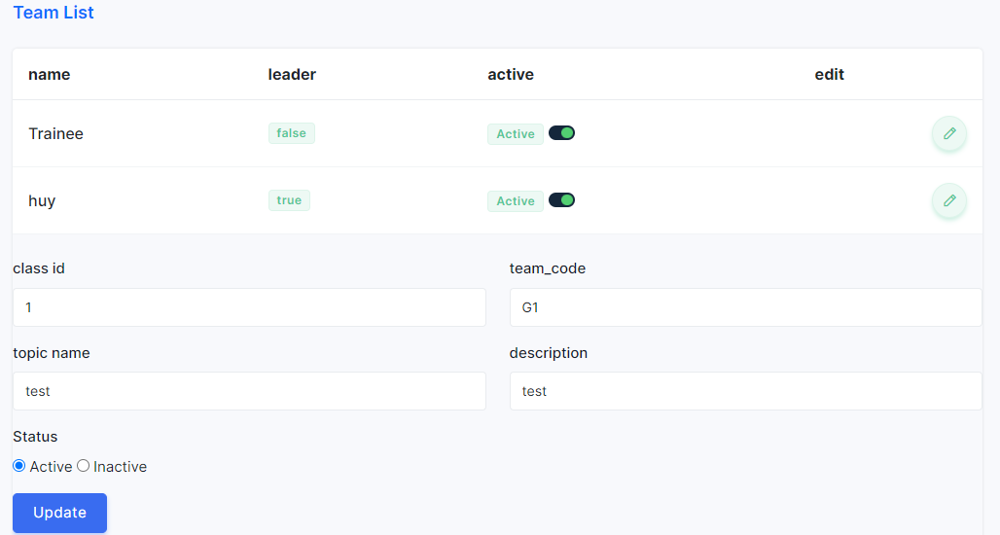 Team List
name leader active edit
Trainee false Active
huy true Active
class id team_code
1 G1
topic name description
test test
Status
Active Inactive
Update